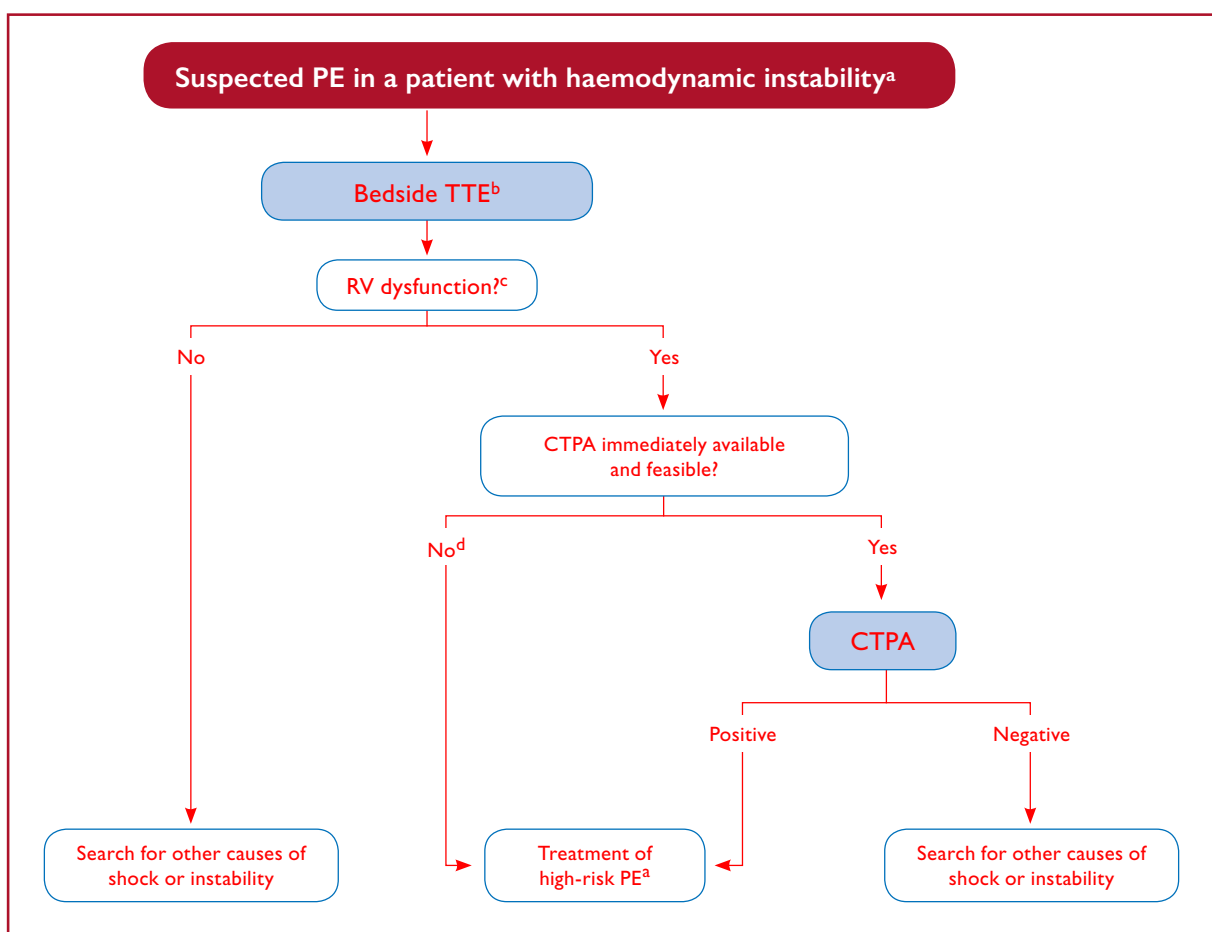 Suspected PE in a patient with haemodynamic instabilityᵃ
Bedside TTEᵇ
RV dysfunction?ᶜ
No
Yes
CTPA immediately available
and feasible?
Noᵈ
Yes
CTPA
Positive
Negative
Search for other causes of
shock or instability
Treatment of
high-risk PEᵃ
Search for other causes of
shock or instability